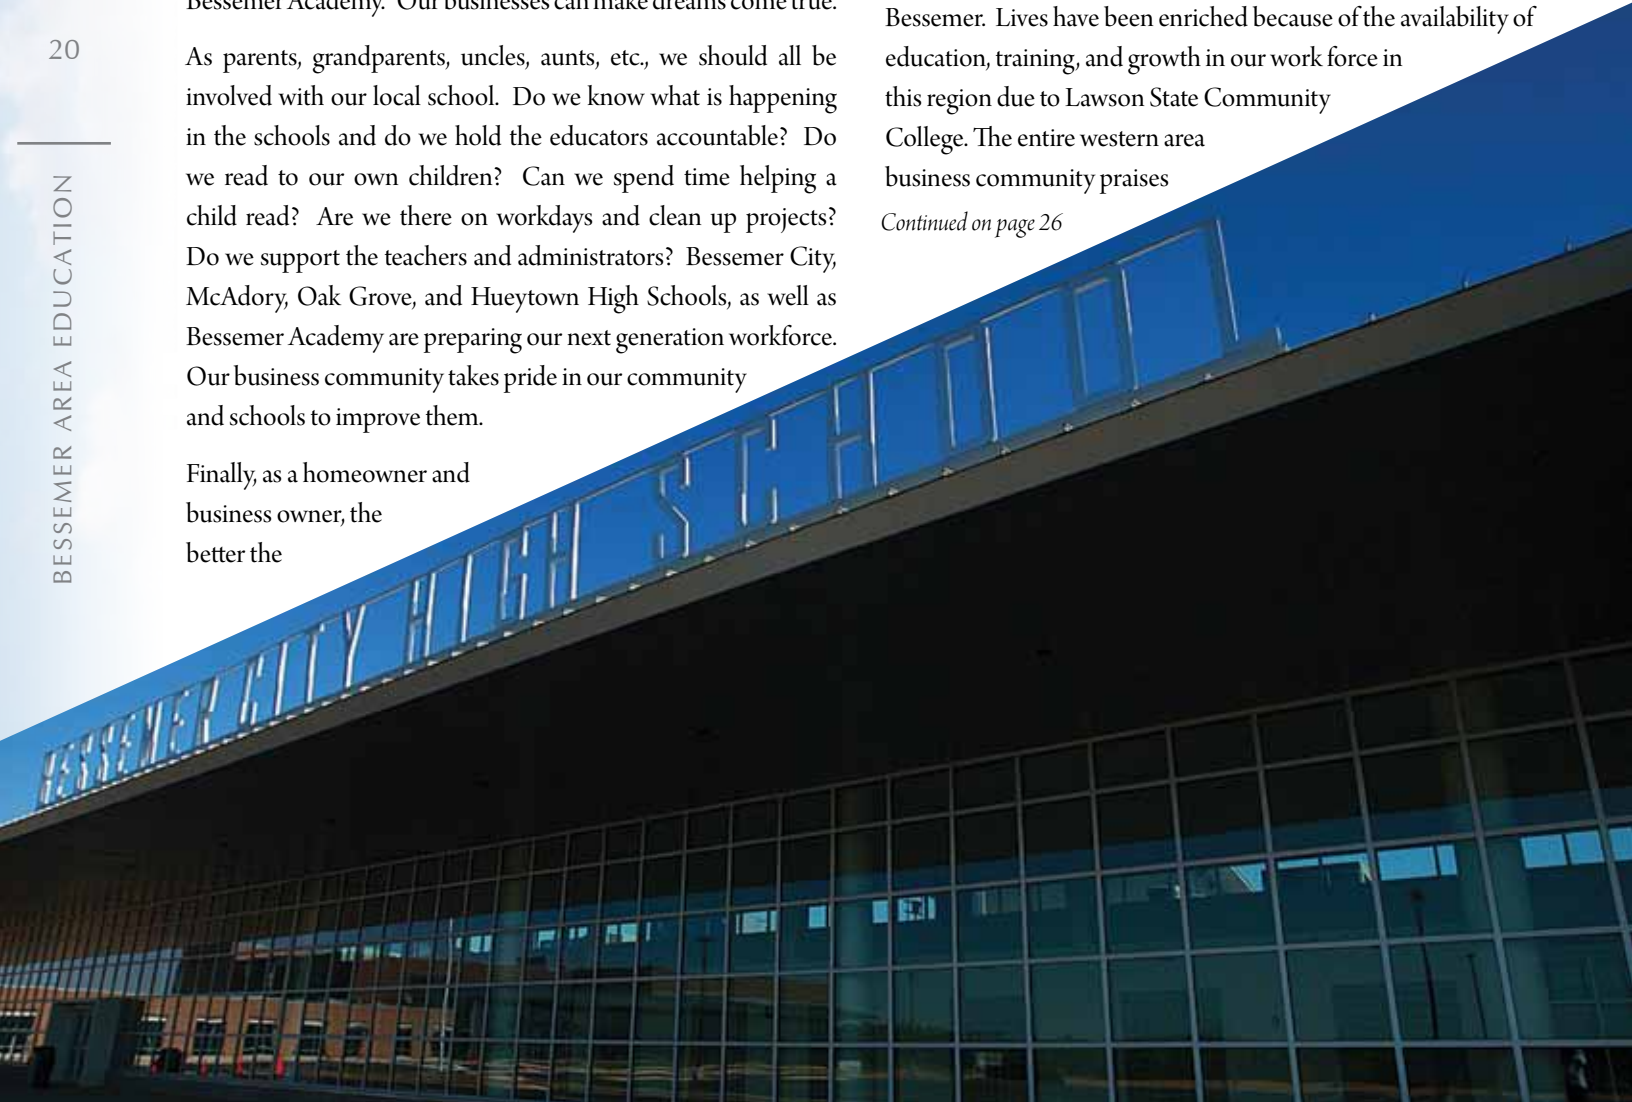 20
BESSEMER AREA EDUCATION
Bessemer Academy. Our businesses can make dreams come true.
As parents, grandparents, uncles, aunts, etc., we should all be
involved with our local school. Do we know what is happening
in the schools and do we hold the educators accountable? Do
we read to our own children? Can we spend time helping a
child read? Are we there on workdays and clean up projects?
Do we support the teachers and administrators? Bessemer City,
McAdory, Oak Grove, and Hueytown High Schools, as well as
Bessemer Academy are preparing our next generation workforce.
Our business community takes pride in our community
and schools to improve them.
Finally, as a homeowner and
business owner, the
better the
Bessemer. Lives have been enriched because of the availability of
education, training, and growth in our work force in
this region due to Lawson State Community
College. The entire western area
business community praises
Continued on page 26
BESSEMER CITY HIGH SCHOOL